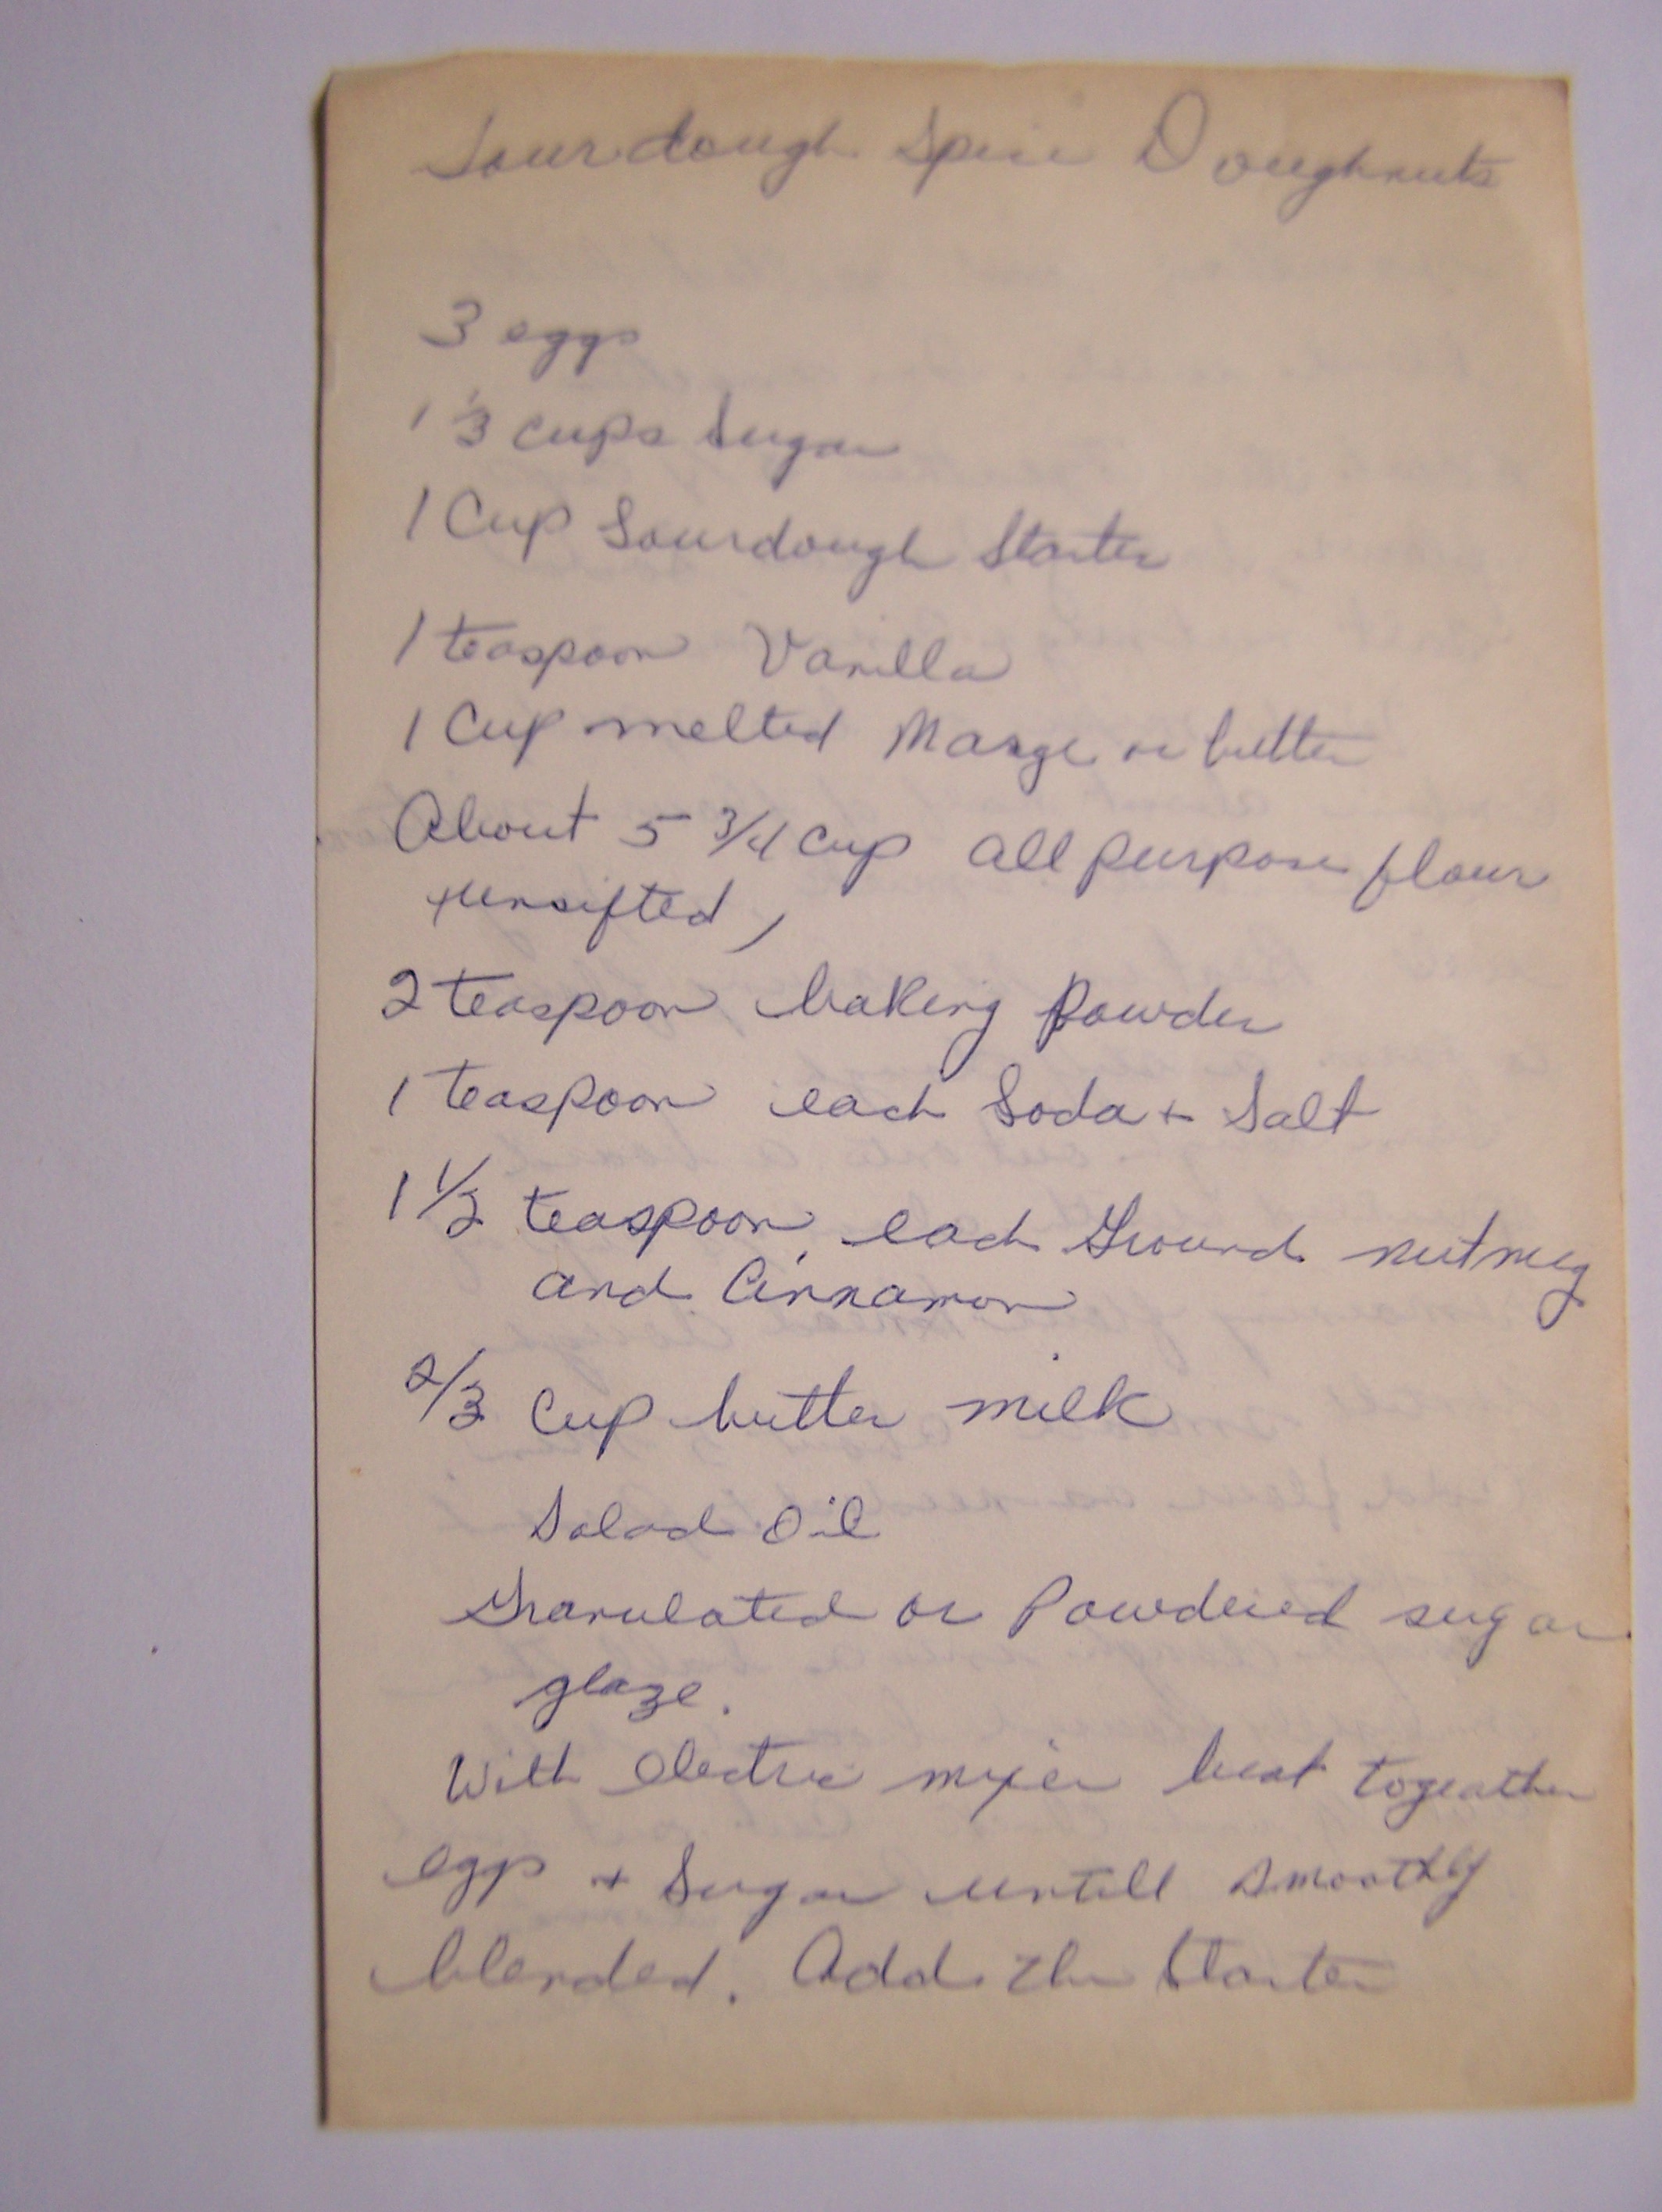 Sourdough Spice Doughnuts
3 eggs
1 1/3 cups Sugar
1 Cup Sourdough Starter
1 teaspoon Vanilla
1 Cup melted Marge or butter
About 5 3/4 cup all purpose flour
unsifted,
2 teaspoon baking Powder
1 teaspoon each Soda + Salt
1 1/2 teaspoon each Ground nutmeg
and Cinnamon
2/3 Cup butter milk
Salad Oil
Granulated or Powdered sugar
glaze.
With electric mixer beat togeather
eggs + Sugar untill smoothly
blended. Add the Starter